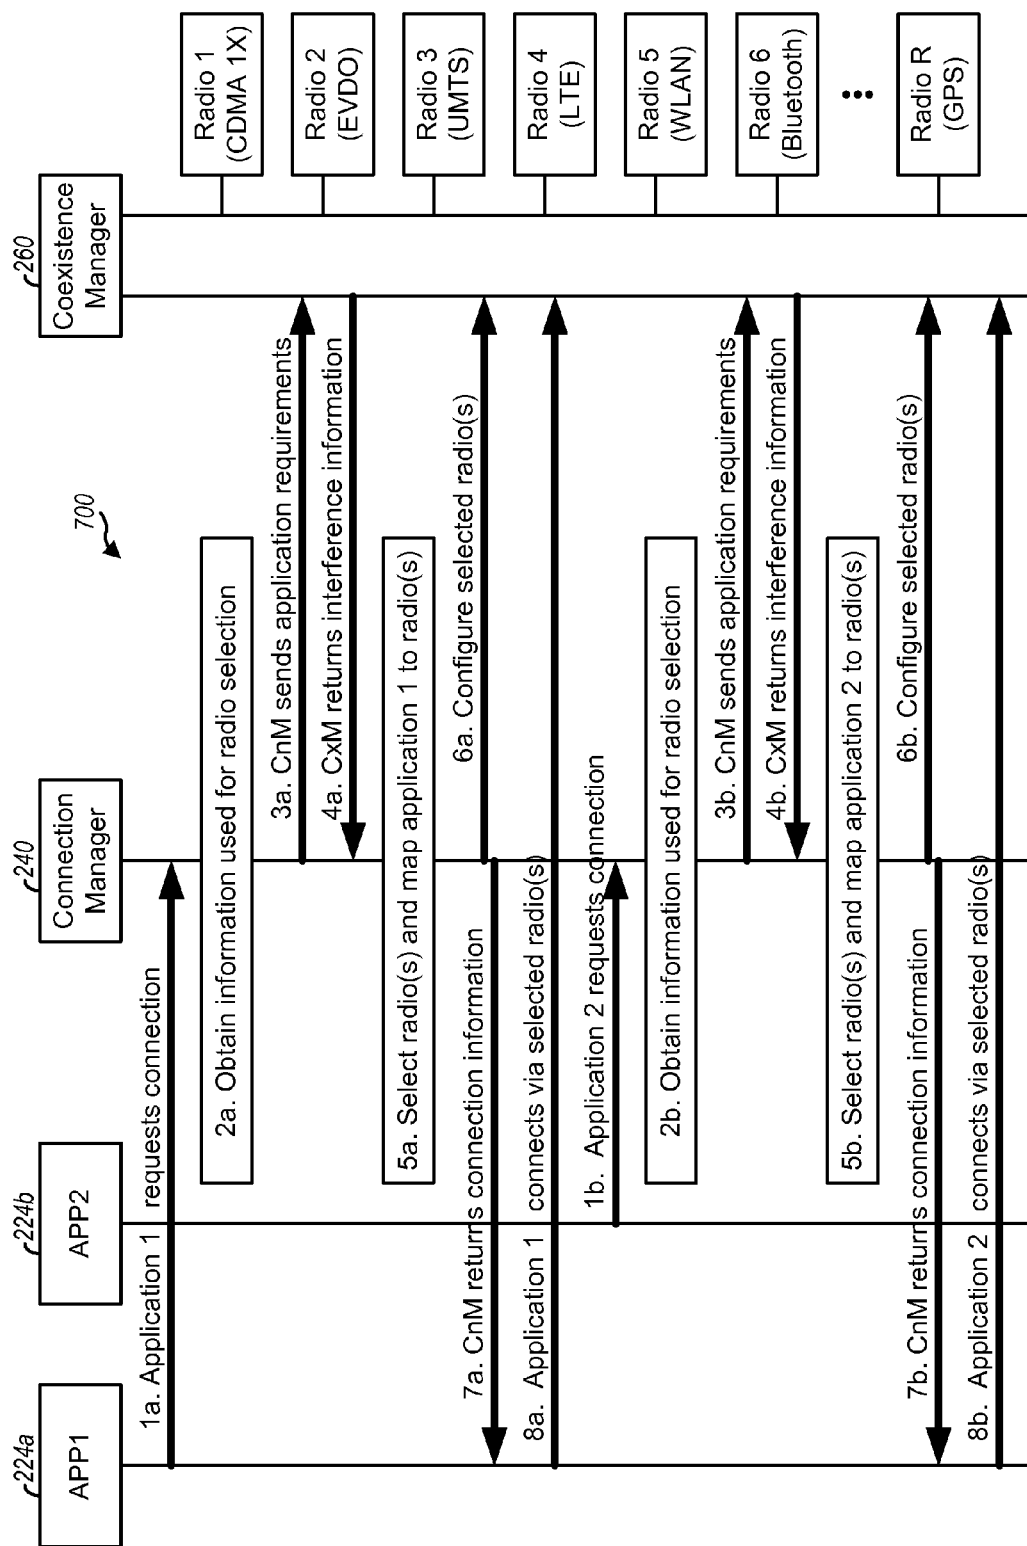 700
224a
APP1
224b
APP2
240
Connection
Manager
260
Coexistence
Manager
1a. Application 1 requests connection
2a. Obtain information used for radio selection
3a. CnM sends application requirements
4a. CxM returns interference information
5a. Select radio(s) and map application 1 to radio(s)
6a. Configure selected radio(s)
7a. CnM returns connection information
8a. Application 1 connects via selected radio(s)
1b. Application 2 requests connection
2b. Obtain information used for radio selection
3b. CnM sends application requirements
4b. CxM returns interference information
5b. Select radio(s) and map application 2 to radio(s)
6b. Configure selected radio(s)
7b. CnM returns connection information
8b. Application 2 connects via selected radio(s)
Radio 1
(CDMA 1X)
Radio 2
(EVDO)
Radio 3
(UMTS)
Radio 4
(LTE)
Radio 5
(WLAN)
Radio 6
(Bluetooth)
Radio R
(GPS)